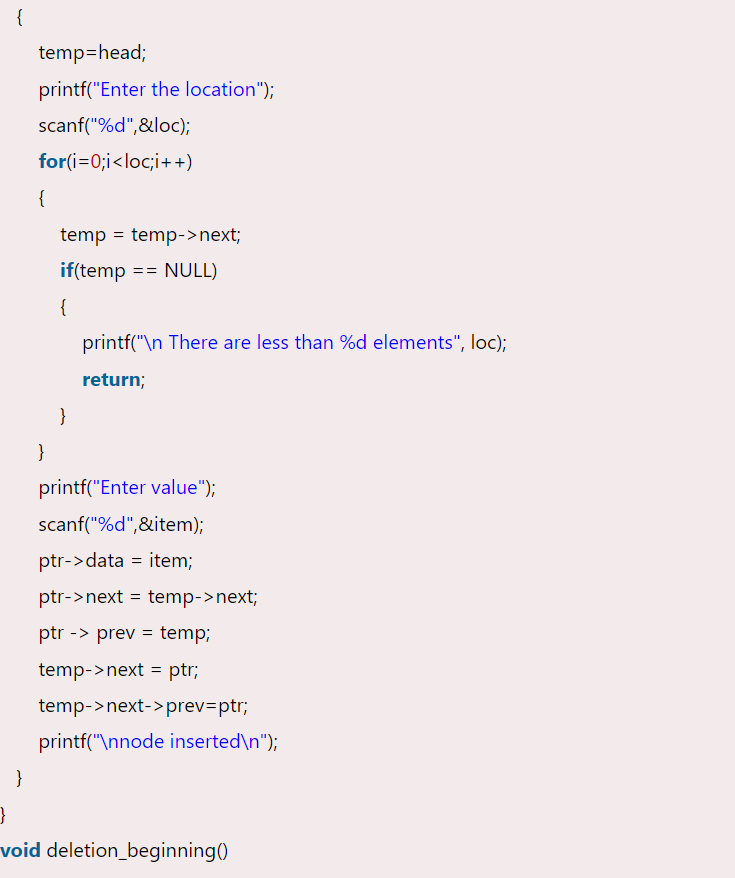 {
temp=head;
printf("Enter the location");
scanf("%d",&loc);
for(i=0;i<loc;i++)
{
temp = temp->next;
if(temp == NULL)
{
printf("\n There are less than %d elements", loc);
return;
}
}
printf("Enter value");
scanf("%d",&item);
ptr->data = item;
ptr->next = temp->next;
ptr -> prev = temp;
temp->next = ptr;
temp->next->prev=ptr;
printf("\nnode inserted\n");
}
}
void deletion_beginning()